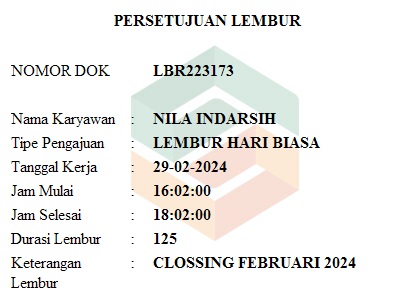 PERSETUJUAN LEMBUR
NOMOR DOK LBR223173
Nama Karyawan : NILA INDARSIH
Tipe Pengajuan : LEMBUR HARI BIASA
Tanggal Kerja : 29-02-2024
Jam Mulai : 16:02:00
Jam Selesai : 18:02:00
Durasi Lembur : 125
Keterangan : CLOSSING FEBRUARI 2024
Lembur